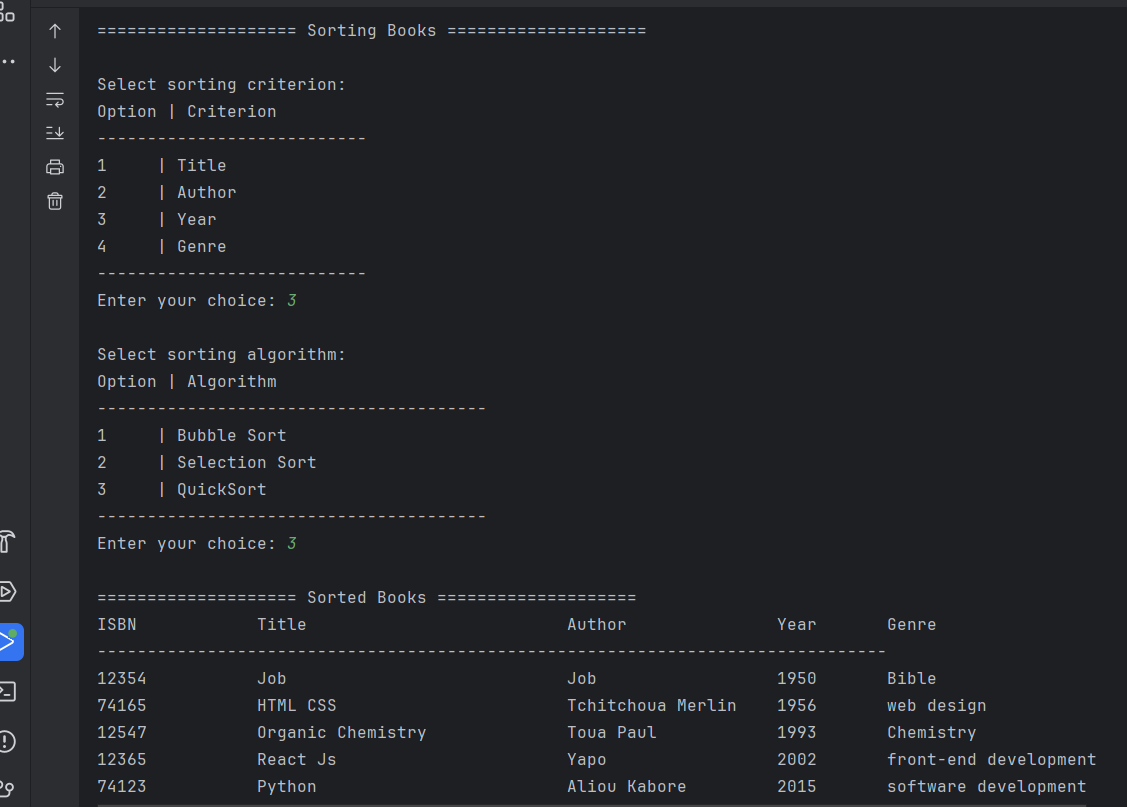 ==================== Sorting Books ====================
Select sorting criterion:
Option | Criterion
---------------------------
1     | Title
2     | Author
3     | Year
4     | Genre
---------------------------
Enter your choice: 3
Select sorting algorithm:
Option | Algorithm
---------------------------------------
1     | Bubble Sort
2     | Selection Sort
3     | QuickSort
---------------------------------------
Enter your choice: 3
==================== Sorted Books ====================
ISBN            Title                          Author               Year       Genre
-------------------------------------------------------------------------------
12354           Job                            Job                  1950       Bible
74165           HTML CSS                       Tchitchoua Merlin    1956       web design
12547           Organic Chemistry              Toua Paul            1993       Chemistry
12365           React Js                       Yapo                 2002       front-end development
74123           Python                         Aliou Kabore         2015       software development